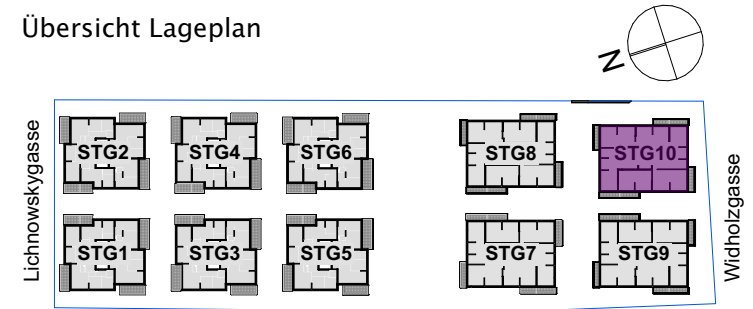 Übersicht Lageplan
N
Lichnowskygasse
STG2 STG4 STG6 STG8 STG10
STG1 STG3 STG5 STG7 STG9
Widholzgasse